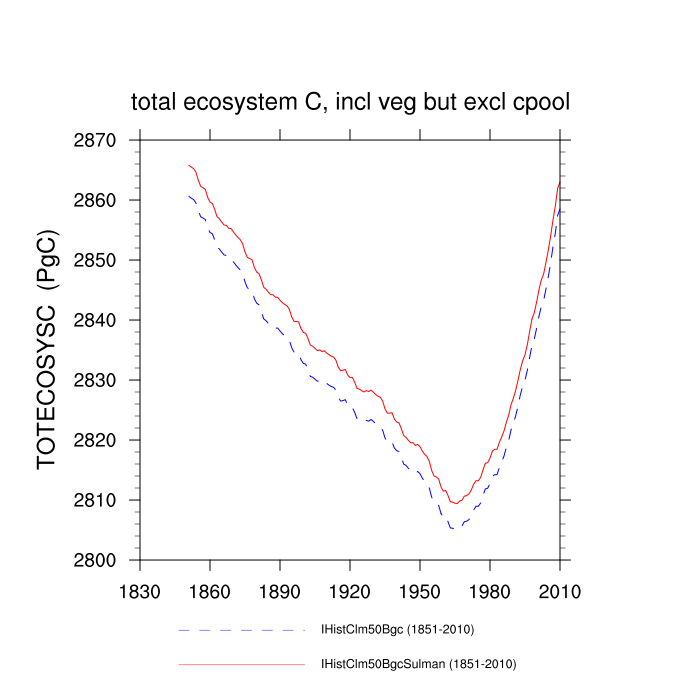 total ecosystem C, incl veg but excl cpool
TOTECOSYSC (PgC)
2870
2860
2850
2840
2830
2820
2810
2800
1830 1860 1890 1920 1950 1980 2010
IHistClm50Bgc (1851-2010)
IHistClm50BgcSulman (1851-2010)